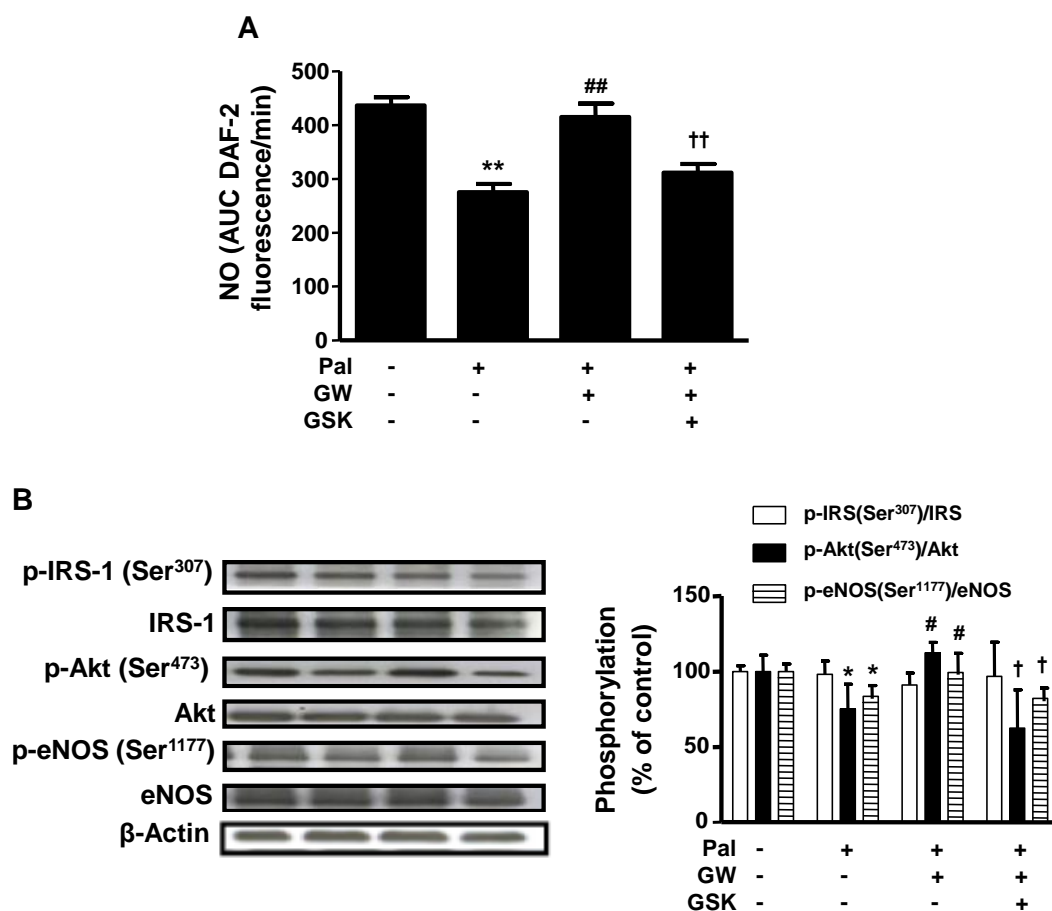 A
NO (AUC DAF-2
fluorescence/min)
500
400
300
200
100
0
**
##
††
Pal - + + +
GW - - + +
GSK - - - +
B
p-IRS-1 (Ser³⁰⁷)
IRS-1
p-Akt (Ser⁴⁷³)
Akt
p-eNOS (Ser¹¹⁷⁷)
eNOS
β-Actin
p-IRS(Ser³⁰⁷)/IRS
p-Akt(Ser⁴⁷³)/Akt
p-eNOS(Ser¹¹⁷⁷)/eNOS
Phosphorylation
(% of control)
150
100
50
0
* *
# #
† †
Pal - + + +
GW - - + +
GSK - - - +